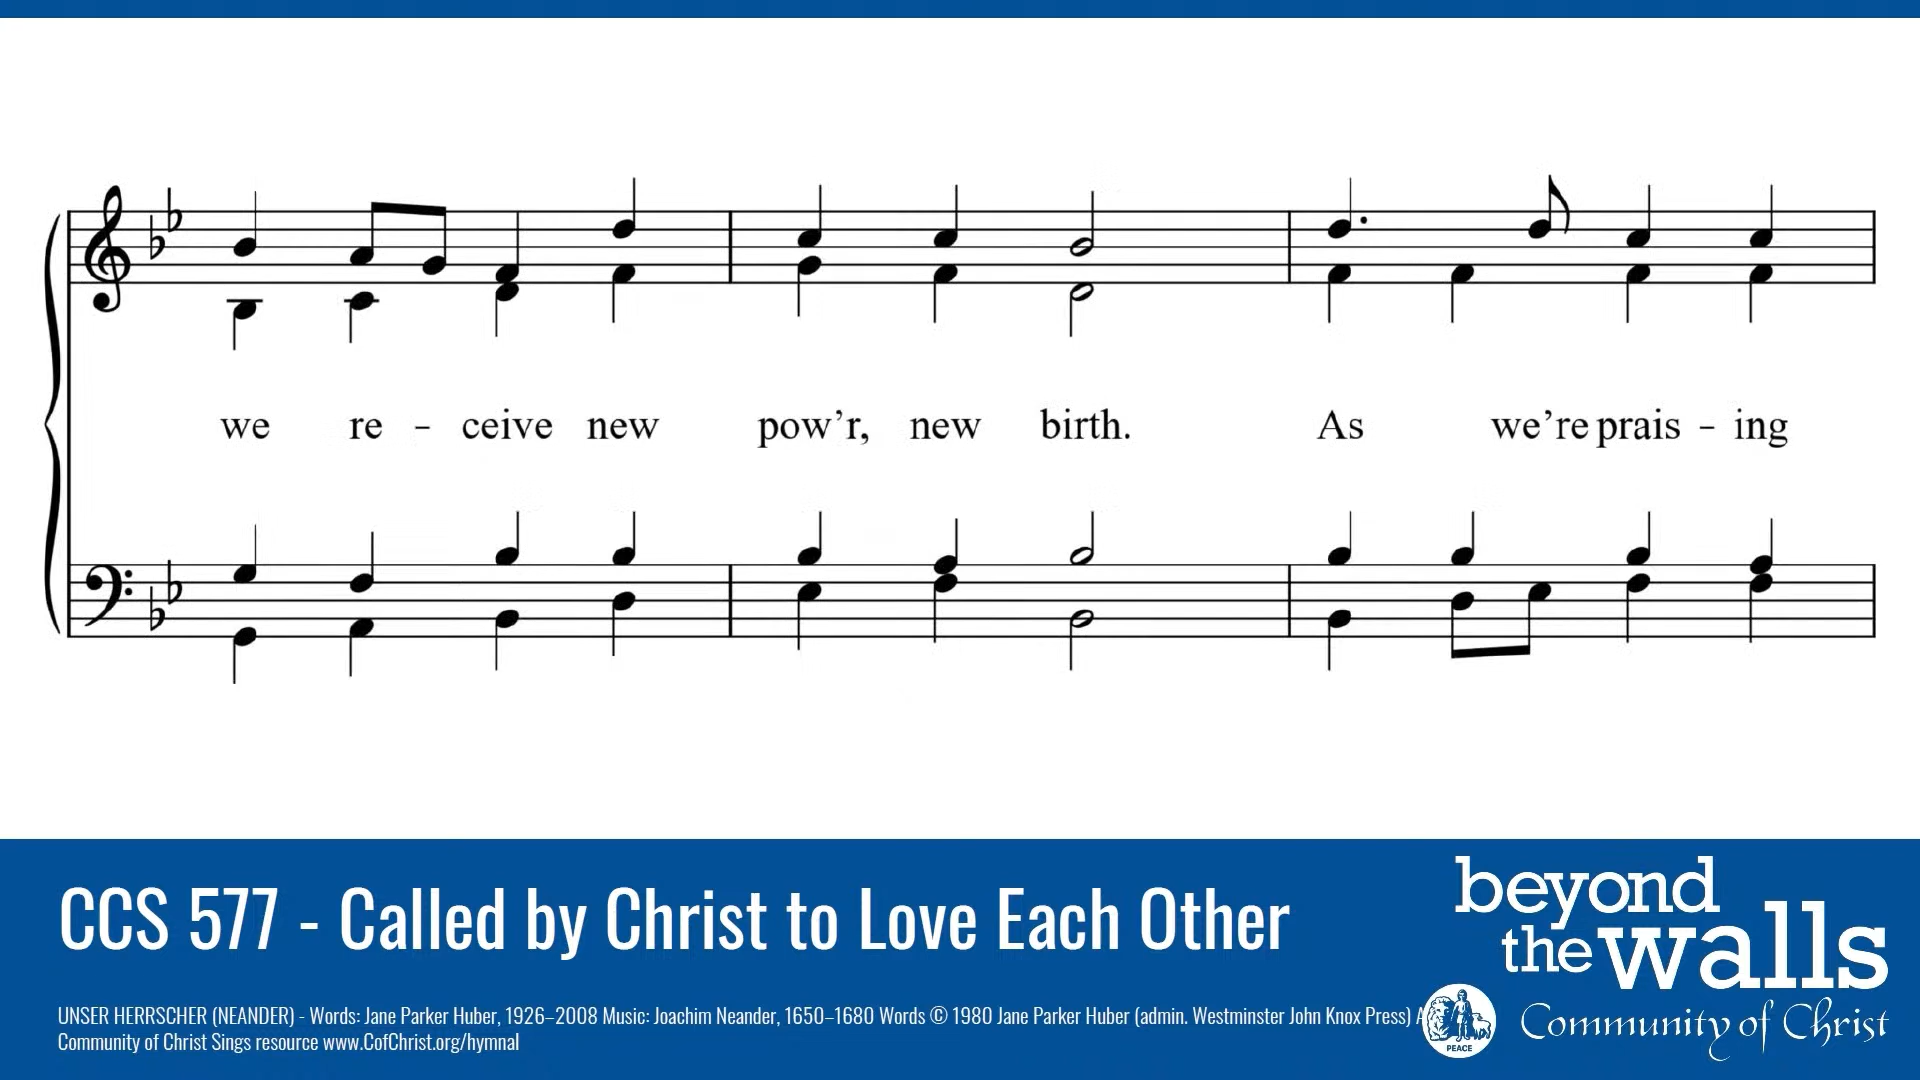 we re - ceive new pow'r, new birth. As we're prais - ing
CCS 577 - Called by Christ to Love Each Other
UNSER HERRSCHER (NEANDER) - Words: Jane Parker Huber, 1926–2008 Music: Joachim Neander, 1650–1680 Words © 1980 Jane Parker Huber (admin. Westminster John Knox Press)
Community of Christ Sings resource www.CofChrist.org/hymnal
beyond
the walls
Community of Christ
PEACE